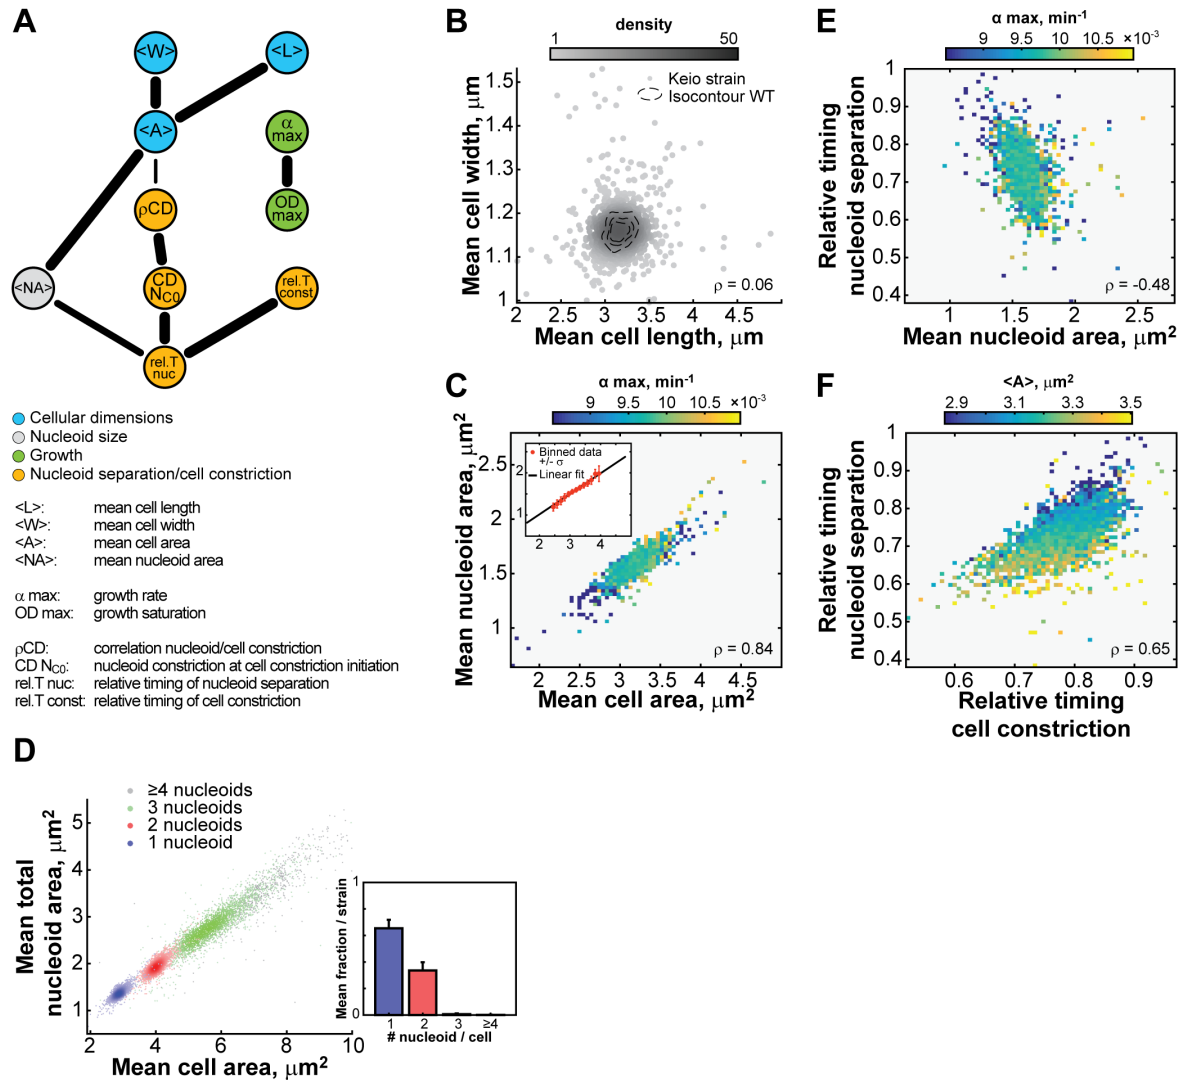 A
<W>
<L>
<A>
α
max
ρCD
OD
max
<NA>
CD
NC0
rel.T
const
rel.T
nuc
Cellular dimensions
Nucleoid size
Growth
Nucleoid separation/cell constriction
<L>: mean cell length
<W>: mean cell width
<A>: mean cell area
<NA>: mean nucleoid area
α max: growth rate
OD max: growth saturation
ρCD: correlation nucleoid/cell constriction
CD NC0: nucleoid constriction at cell constriction initiation
rel.T nuc: relative timing of nucleoid separation
rel.T const: relative timing of cell constriction
B
density
1 50
Keio strain
Isocontour WT
Mean cell width, μm
1.5
1.4
1.3
1.2
1.1
1
ρ = 0.06
2 2.5 3 3.5 4 4.5
Mean cell length, μm
C
α max, min-1
9 9.5 10 10.5 ×10-3
Mean nucleoid area, μm2
2.5
2
1.5
1
Binned data
+/- σ
Linear fit
2
1
2 3 4
ρ = 0.84
2 2.5 3 3.5 4 4.5
Mean cell area, μm2
D
≥4 nucleoids
3 nucleoids
2 nucleoids
1 nucleoid
Mean total
nucleoid area, μm2
5
4
3
2
1
2 4 6 8 10
Mean cell area, μm2
Mean fraction / strain
1
0
1 2 3 ≥4
# nucleoid / cell
E
α max, min-1
9 9.5 10 10.5 ×10-3
Relative timing
nucleoid separation
1
0.9
0.8
0.7
0.6
0.5
0.4
ρ = -0.48
1 1.5 2 2.5
Mean nucleoid area, μm2
F
<A>, μm2
2.9 3.1 3.3 3.5
Relative timing
nucleoid separation
1
0.9
0.8
0.7
0.6
0.5
0.4
ρ = 0.65
0.6 0.7 0.8 0.9
Relative timing
cell constriction